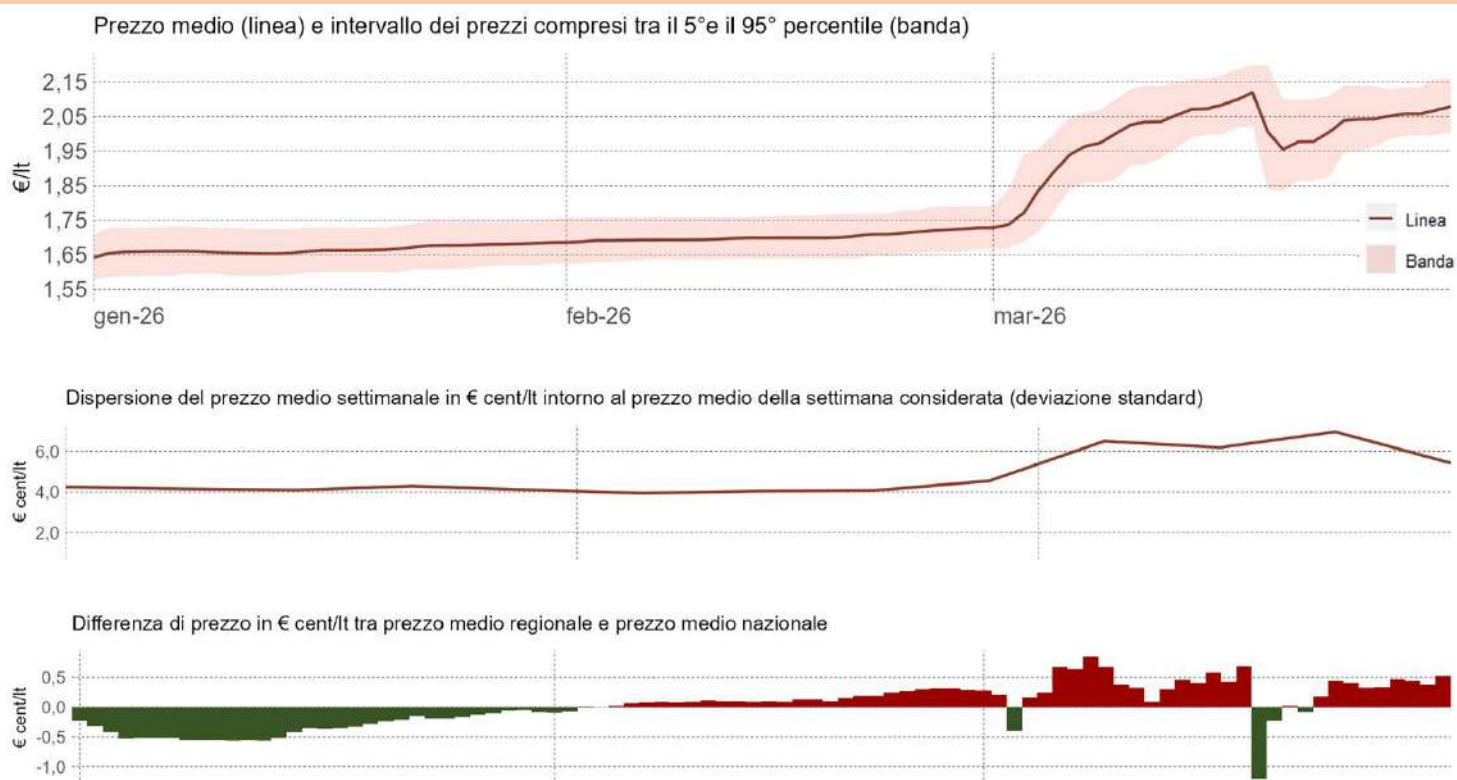 Prezzo medio (linea) e intervallo dei prezzi compresi tra il 5°e il 95° percentile (banda)
€/lt
2,15
2,05
1,95
1,85
1,75
1,65
1,55
Linea
Banda
gen-26 feb-26 mar-26
Dispersione del prezzo medio settimanale in € cent/lt intorno al prezzo medio della settimana considerata (deviazione standard)
€ cent/lt
6,0
4,0
2,0
Differenza di prezzo in € cent/lt tra prezzo medio regionale e prezzo medio nazionale
€ cent/lt
0,5
0,0
-0,5
-1,0